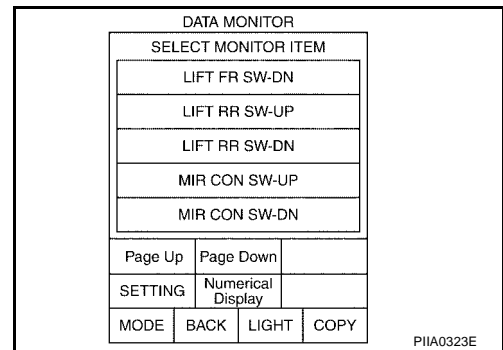 DATA MONITOR
SELECT MONITOR ITEM
LIFT FR SW-DN
LIFT RR SW-UP
LIFT RR SW-DN
MIR CON SW-UP
MIR CON SW-DN
Page Up Page Down
SETTING Numerical Display
MODE BACK LIGHT COPY
PIIA0323E